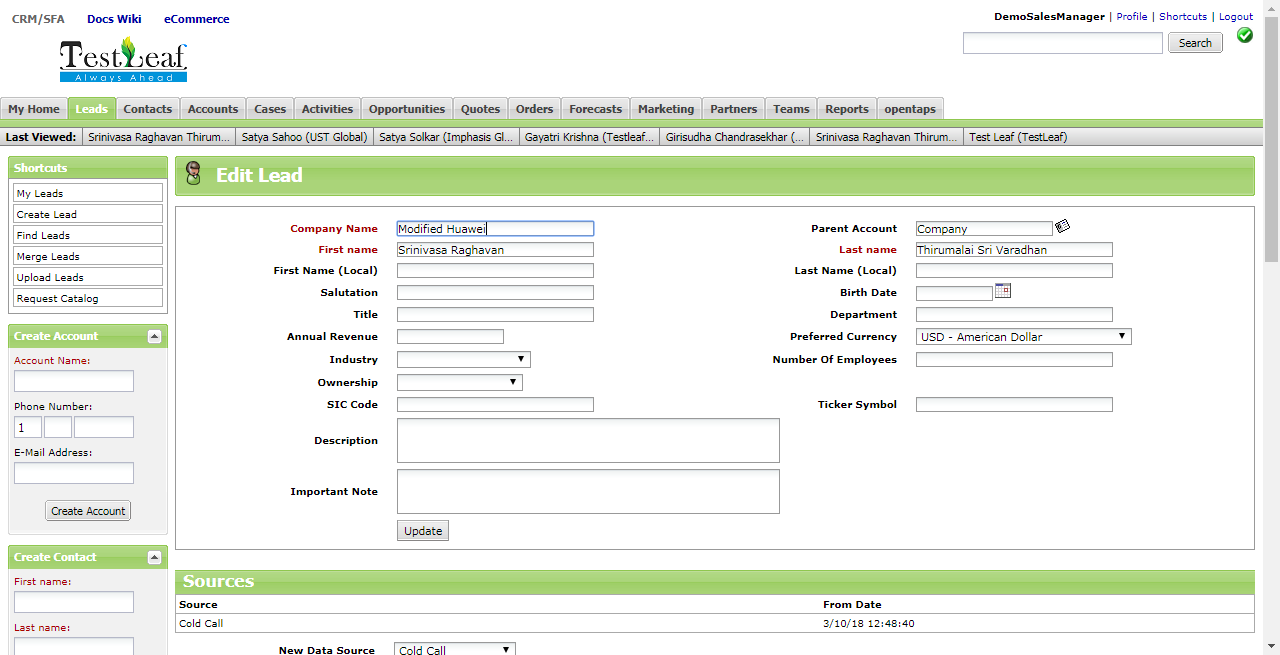 CRM/SFA Docs Wiki eCommerce
DemoSalesManager | Profile | Shortcuts | Logout
Search
TestLeaf
Always Ahead
My Home Leads Contacts Accounts Cases Activities Opportunities Quotes Orders Forecasts Marketing Partners Teams Reports opentaps
Last Viewed: Srinivasa Raghavan Thirum... Satya Sahoo (UST Global) Satya Solkar (Imphasis Gl... Gayatri Krishna (Testleaf... Girisudha Chandrasekhar (... Srinivasa Raghavan Thirum... Test Leaf (TestLeaf)
Shortcuts
My Leads
Create Lead
Find Leads
Merge Leads
Upload Leads
Request Catalog
Create Account
Account Name:
Phone Number:
1
E-Mail Address:
Create Account
Create Contact
First name:
Last name:
Edit Lead
Company Name Modified Huawei Parent Account Company
First name Srinivasa Raghavan Last name Thirumalai Sri Varadhan
First Name (Local) Last Name (Local)
Salutation Birth Date
Title Department
Annual Revenue Preferred Currency USD - American Dollar
Industry Number Of Employees
Ownership
SIC Code Ticker Symbol
Description
Important Note
Update
Sources
Source From Date
Cold Call 3/10/18 12:48:40
New Data Source Cold Call